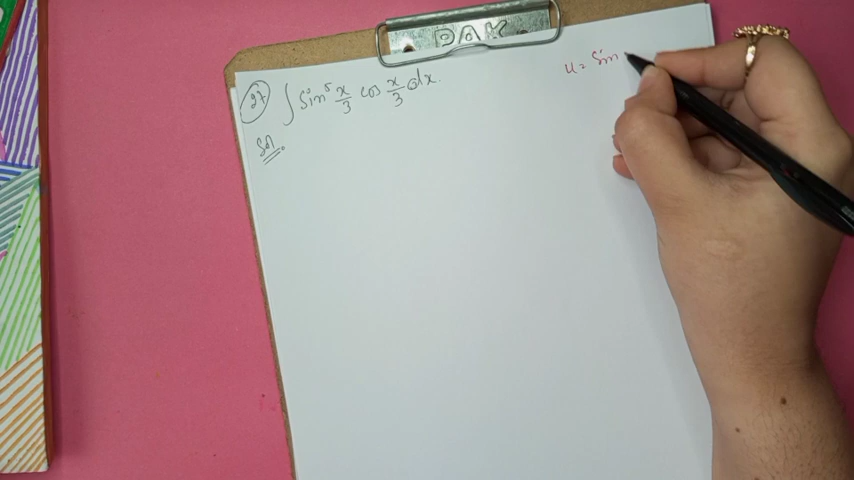 DAK
27 ∫ Sin⁵ x/3 cos x/3 dx.
u = Sin
Sol.